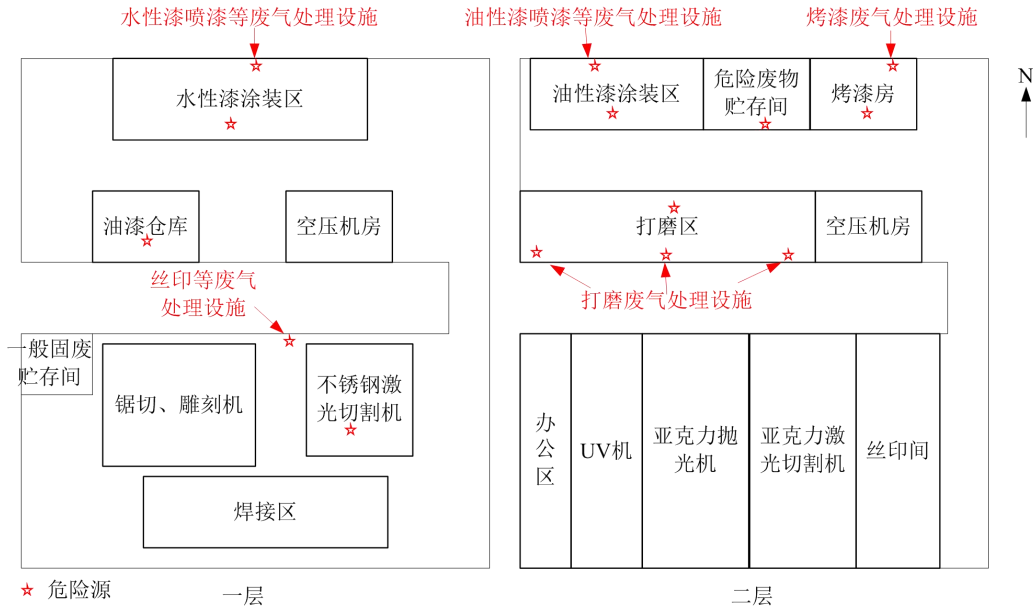 水性漆喷漆等废气处理设施
油性漆喷漆等废气处理设施
烤漆废气处理设施
N
水性漆涂装区
油性漆涂装区
危险废物
贮存间
烤漆房
油漆仓库
空压机房
打磨区
空压机房
丝印等废气
处理设施
打磨废气处理设施
一般固废
贮存间
锯切、雕刻机
不锈钢激
光切割机
焊接区
办
公
区
UV机
亚克力抛
光机
亚克力激
光切割机
丝印间
危险源
一层
二层